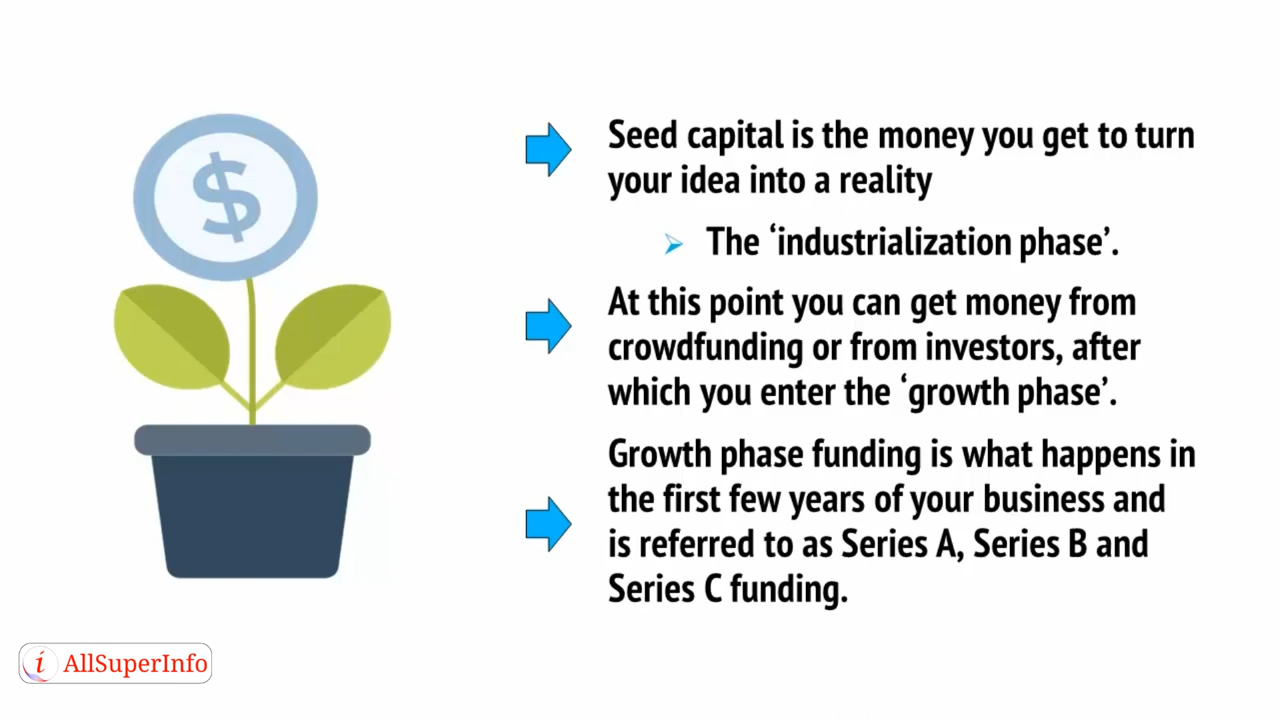 $
Seed capital is the money you get to turn
your idea into a reality
The ‘industrialization phase’.
At this point you can get money from
crowdfunding or from investors, after
which you enter the ‘growth phase’.
Growth phase funding is what happens in
the first few years of your business and
is referred to as Series A, Series B and
Series C funding.
i AllSuperInfo